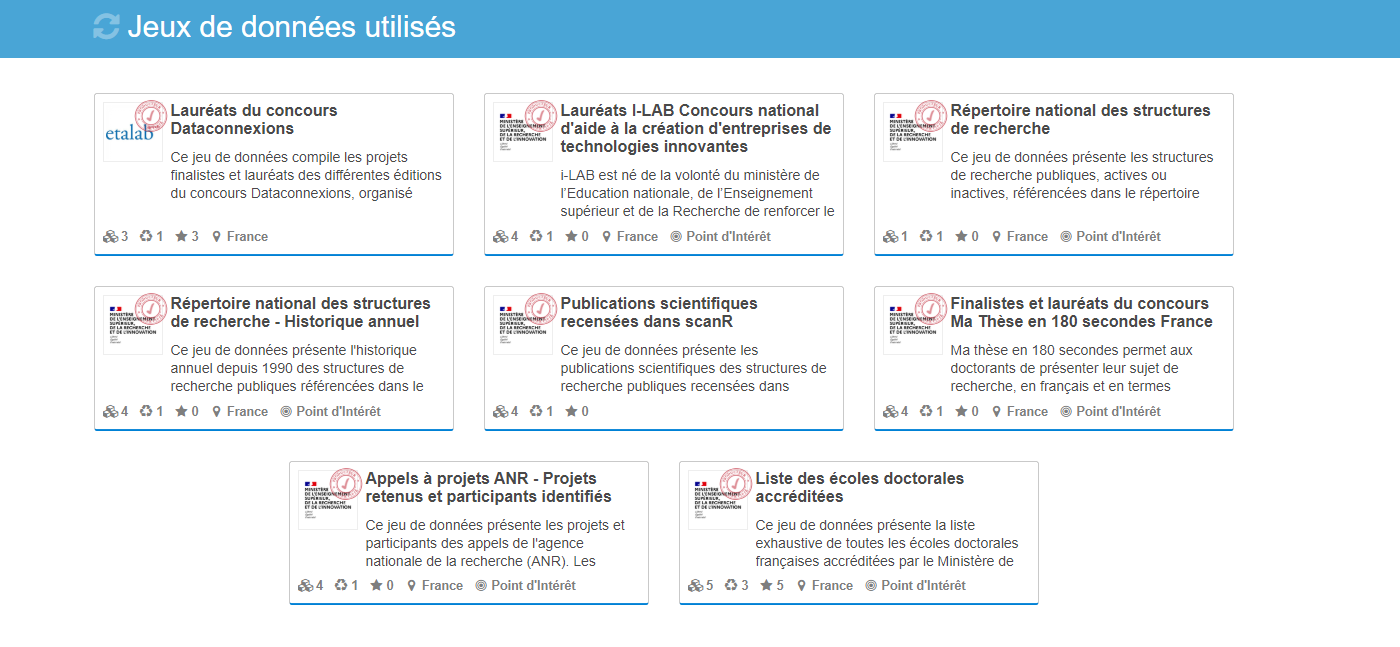 Jeux de données utilisés
etalab
Lauréats du concours
Dataconnexions
Ce jeu de données compile les projets
finalistes et lauréats des différentes éditions
du concours Dataconnexions, organisé
3 1 3 France
MINISTÈRE
DE L'ENSEIGNEMENT
SUPÉRIEUR,
DE LA RECHERCHE
ET DE L'INNOVATION
Lauréats I-LAB Concours national
d'aide à la création d'entreprises de
technologies innovantes
i-LAB est né de la volonté du ministère de
l’Education nationale, de l’Enseignement
supérieur et de la Recherche de renforcer le
4 1 0 France Point d'Intérêt
MINISTÈRE
DE L'ENSEIGNEMENT
SUPÉRIEUR,
DE LA RECHERCHE
ET DE L'INNOVATION
Répertoire national des structures
de recherche
Ce jeu de données présente les structures
de recherche publiques, actives ou
inactives, référencées dans le répertoire
1 1 0 France Point d'Intérêt
MINISTÈRE
DE L'ENSEIGNEMENT
SUPÉRIEUR,
DE LA RECHERCHE
ET DE L'INNOVATION
Répertoire national des structures
de recherche - Historique annuel
Ce jeu de données présente l'historique
annuel depuis 1990 des structures de
recherche publiques référencées dans le
4 1 0 France Point d'Intérêt
MINISTÈRE
DE L'ENSEIGNEMENT
SUPÉRIEUR,
DE LA RECHERCHE
ET DE L'INNOVATION
Publications scientifiques
recensées dans scanR
Ce jeu de données présente les
publications scientifiques des structures de
recherche publiques recensées dans
4 1 0
MINISTÈRE
DE L'ENSEIGNEMENT
SUPÉRIEUR,
DE LA RECHERCHE
ET DE L'INNOVATION
Finalistes et lauréats du concours
Ma Thèse en 180 secondes France
Ma thèse en 180 secondes permet aux
doctorants de présenter leur sujet de
recherche, en français et en termes
4 1 0 France Point d'Intérêt
MINISTÈRE
DE L'ENSEIGNEMENT
SUPÉRIEUR,
DE LA RECHERCHE
ET DE L'INNOVATION
Appels à projets ANR - Projets
retenus et participants identifiés
Ce jeu de données présente les projets et
participants des appels de l'agence
nationale de la recherche (ANR). Les
4 1 0 France Point d'Intérêt
MINISTÈRE
DE L'ENSEIGNEMENT
SUPÉRIEUR,
DE LA RECHERCHE
ET DE L'INNOVATION
Liste des écoles doctorales
accréditées
Ce jeu de données présente la liste
exhaustive de toutes les écoles doctorales
françaises accréditées par le Ministère de
5 3 5 France Point d'Intérêt